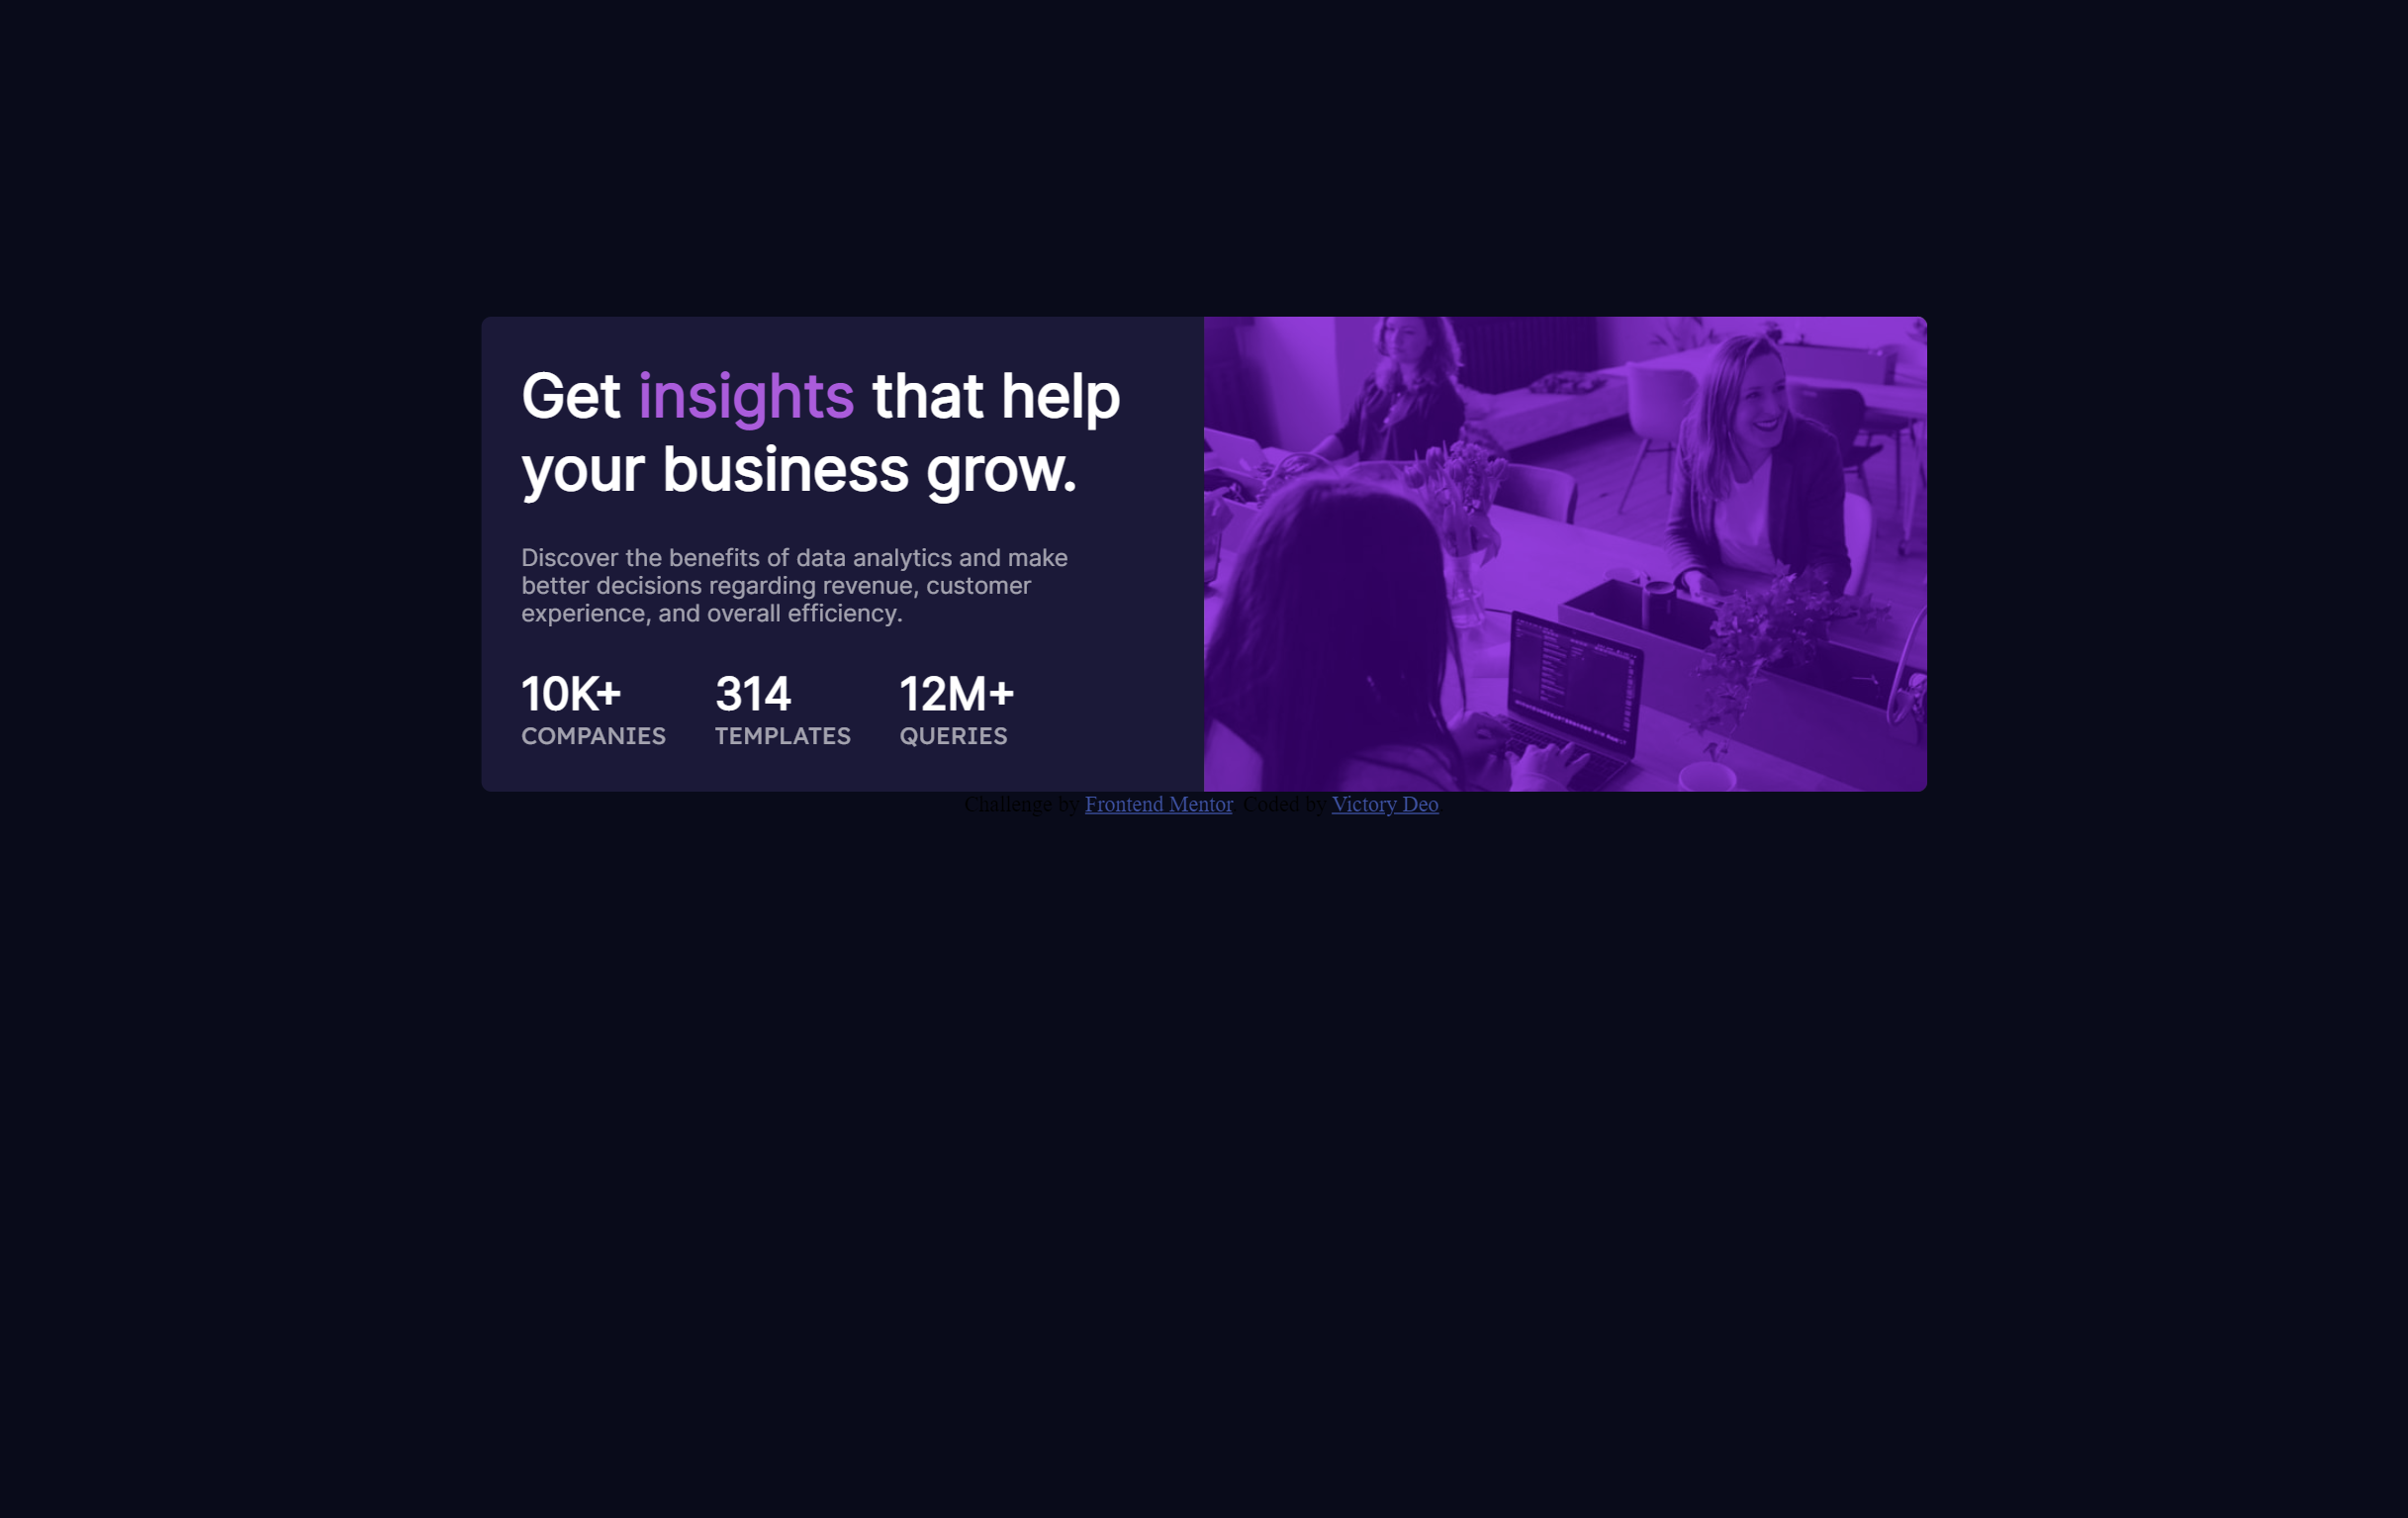 Get insights that help
your business grow.
Discover the benefits of data analytics and make
better decisions regarding revenue, customer
experience, and overall efficiency.
10K+ 314 12M+
COMPANIES TEMPLATES QUERIES
Challenge by Frontend Mentor. Coded by Victory Deo.